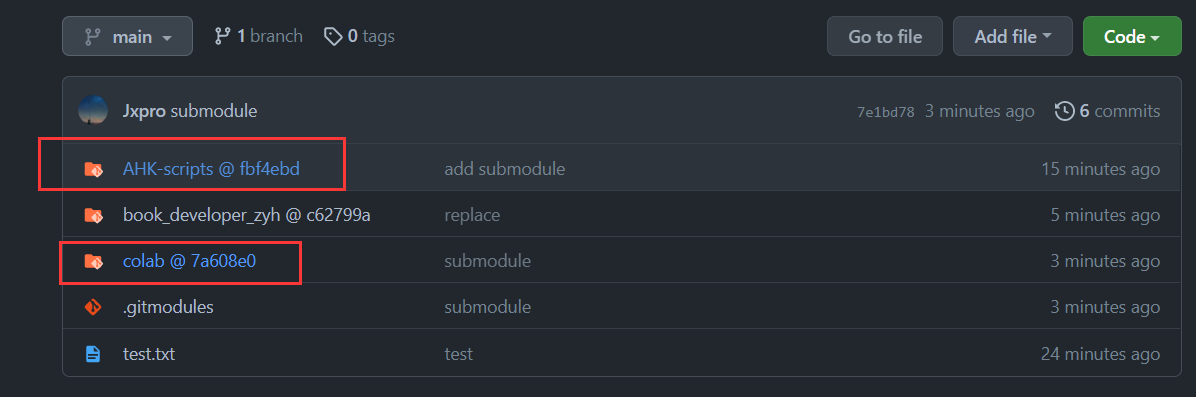 main 1 branch 0 tags Go to file Add file Code
Jxpro submodule 7e1bd78 3 minutes ago 6 commits
AHK-scripts @ fbf4ebd add submodule 15 minutes ago
book_developer_zyh @ c62799a replace 5 minutes ago
colab @ 7a608e0 submodule 3 minutes ago
.gitmodules submodule 3 minutes ago
test.txt test 24 minutes ago